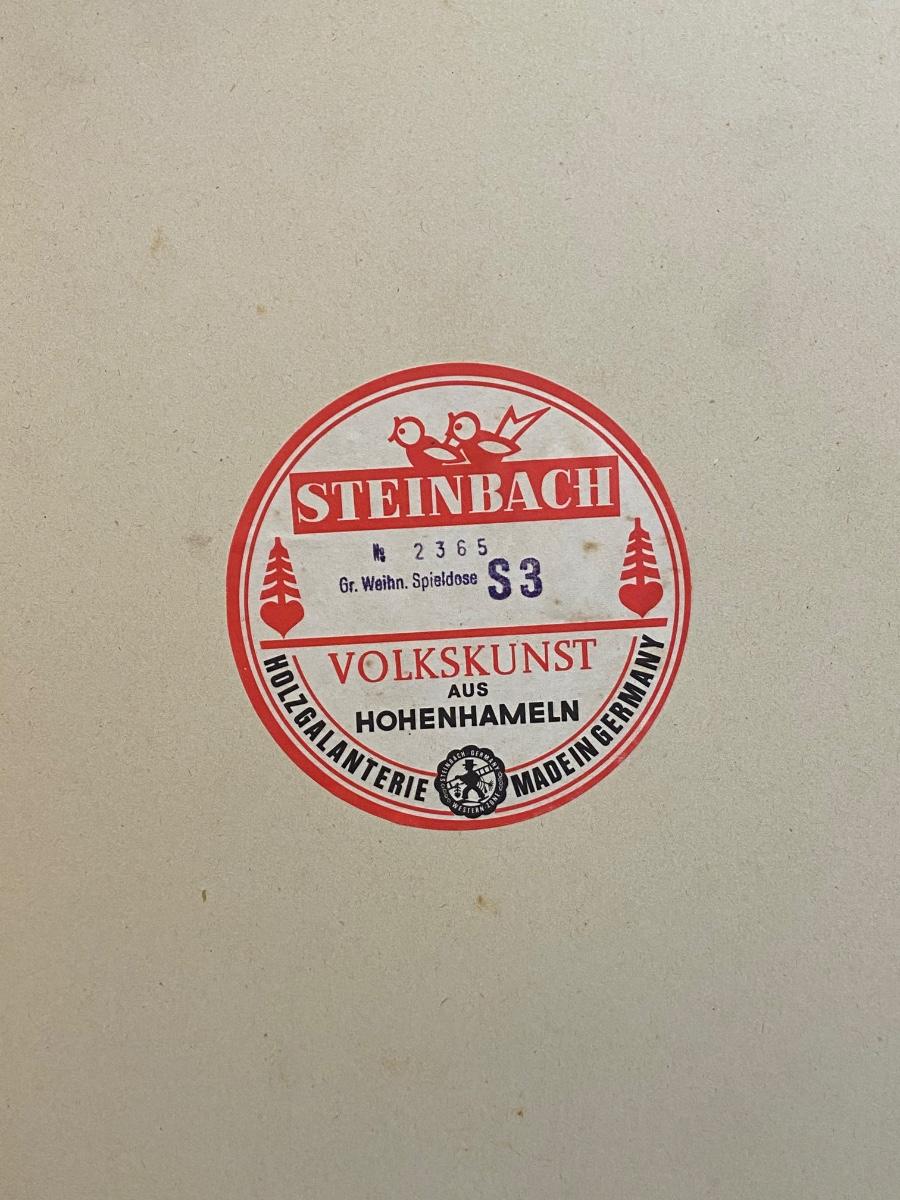 STEINBACH
№ 2365
Gr. Weihn. Spieldose S3
VOLKSKUNST
AUS
HOHENHAMELN
HOLZGALANTERIE
MADE IN GERMANY
STEINBACH-GERMANY
WESTERN-ZONE